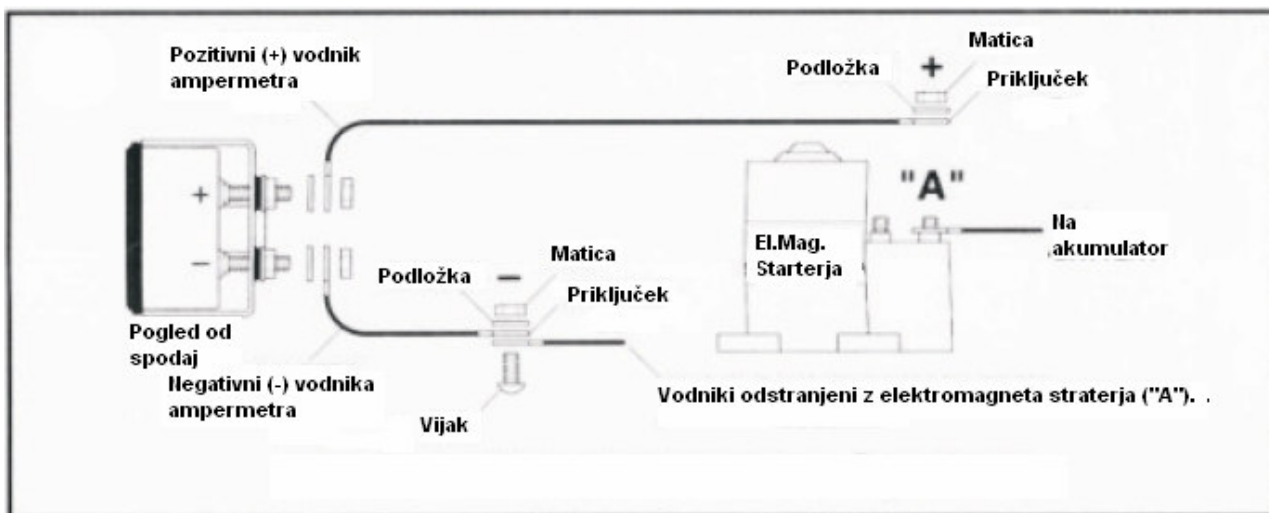 Pozitivni (+) vodnik
ampermetra
Matica
Podložka
+
Priključek
+
"A"
Na
akumulator
El.Mag.
Starterja
−
Matica
Podložka
−
Priključek
Pogled od
spodaj
Negativni (-) vodnika
ampermetra
Vodniki odstranjeni z elektromagneta straterja ("A"). .
Vijak